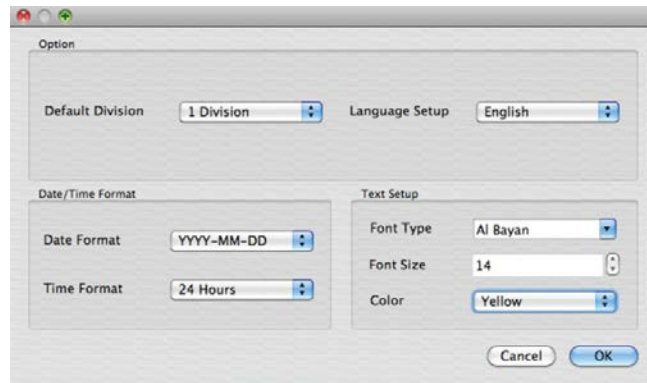 Option
Default Division 1 Division Language Setup English
Date/Time Format
Date Format YYYY-MM-DD
Time Format 24 Hours
Text Setup
Font Type Al Bayan
Font Size 14
Color Yellow
Cancel OK